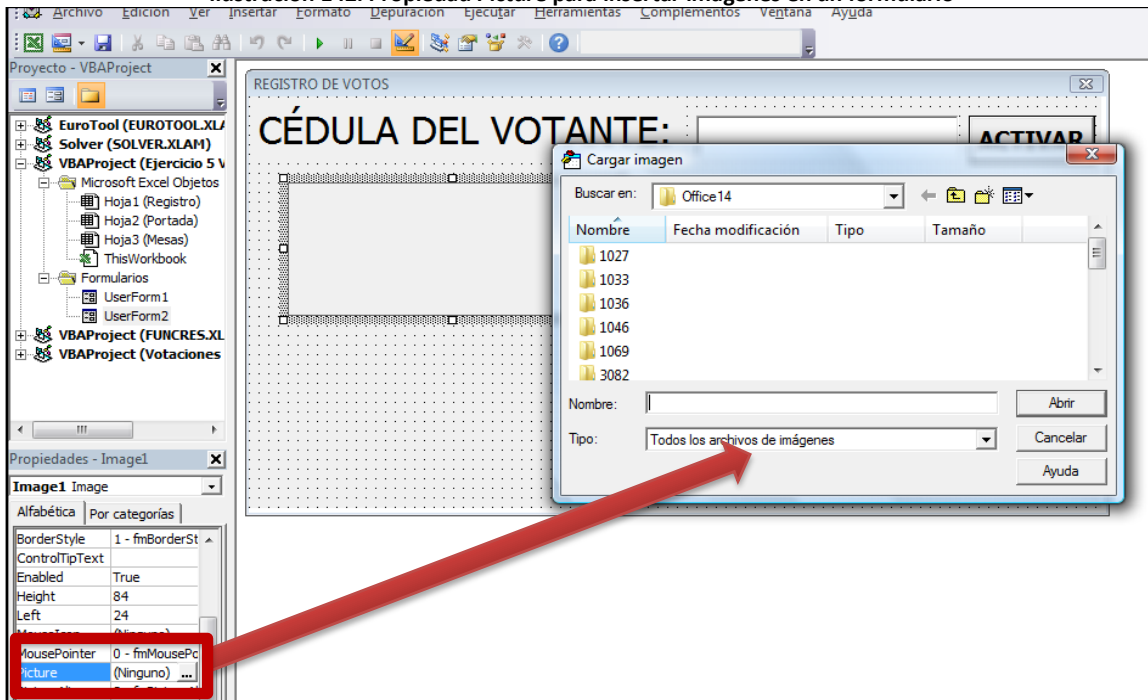 Archivo Edición Ver Insertar Formato Depuración Ejecutar Herramientas Complementos Ventana Ayuda
Proyecto - VBAProject
EuroTool (EUROTOOL.XLA
Solver (SOLVER.XLAM)
VBAProject (Ejercicio 5 V
Microsoft Excel Objetos
Hoja1 (Registro)
Hoja2 (Portada)
Hoja3 (Mesas)
ThisWorkbook
Formularios
UserForm1
UserForm2
VBAProject (FUNCRES.XL
VBAProject (Votaciones
Propiedades - Image1
Image1 Image
Alfabética Por categorías
BorderStyle 1 - fmBorderSt
ControlTipText
Enabled True
Height 84
Left 24
MousePointer 0 - fmMousePc
Picture (Ninguno) ...
REGISTRO DE VOTOS
CÉDULA DEL VOTANTE:
ACTIVAR
Cargar imagen
Buscar en: Office14
Nombre Fecha modificación Tipo Tamaño
1027
1033
1036
1046
1069
3082
Nombre: Abrir
Tipo: Todos los archivos de imágenes Cancelar
Ayuda